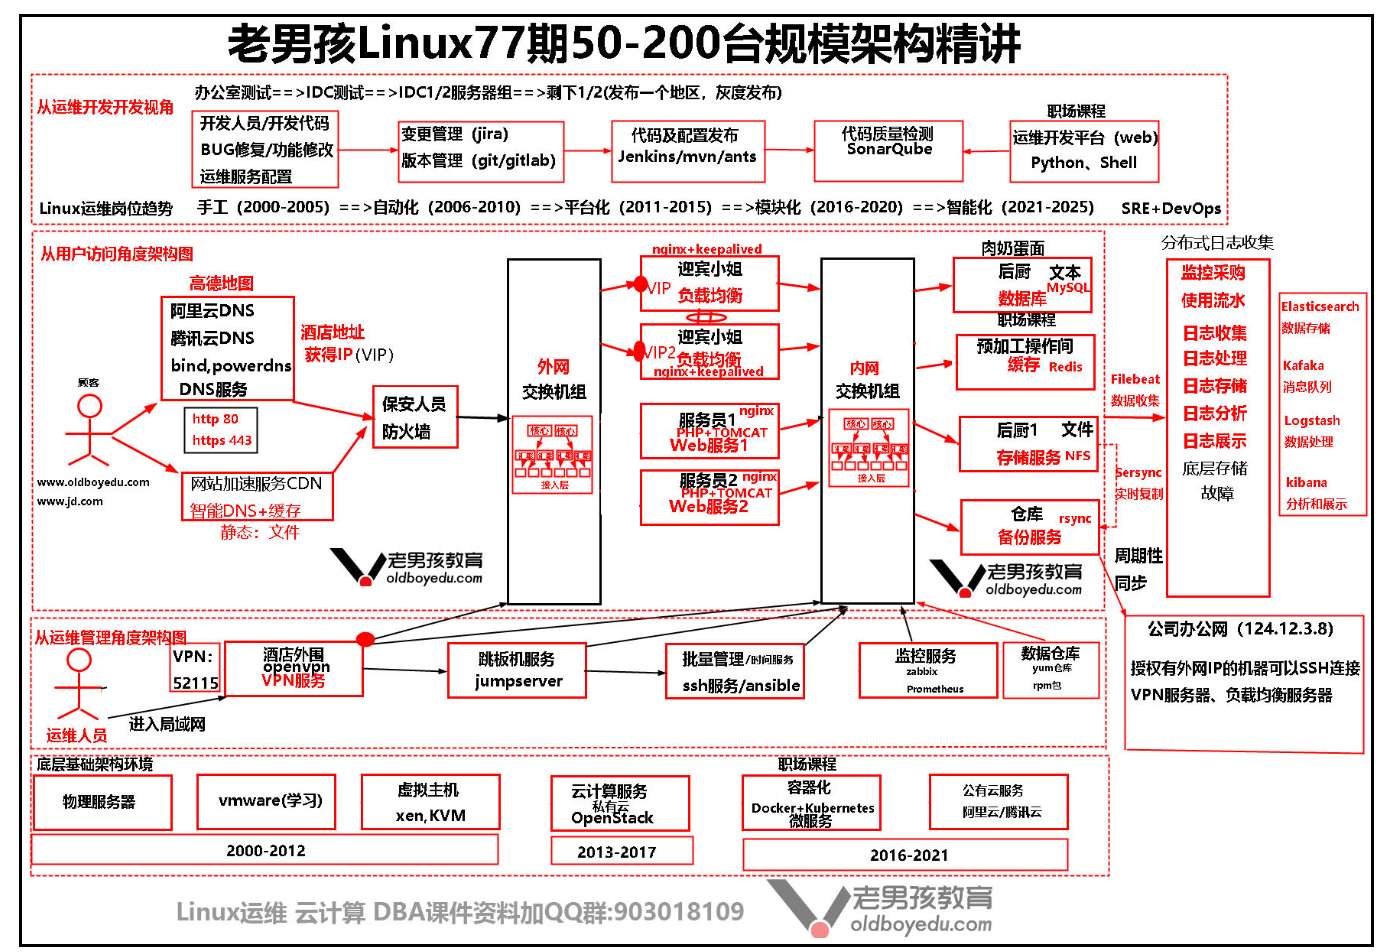 老男孩Linux77期50-200台规模架构精讲
从运维开发开发视角
办公室测试==>IDC测试==>IDC1/2服务器组==>剩下1/2(发布一个地区，灰度发布)
开发人员/开发代码
BUG修复/功能修改
运维服务配置
变更管理（jira）
版本管理（git/gitlab）
代码及配置发布
Jenkins/mvn/ants
代码质量检测
SonarQube
职场课程
运维开发平台（web）
Python、Shell
Linux运维岗位趋势
手工（2000-2005）==>自动化（2006-2010）==>平台化（2011-2015）==>模块化（2016-2020）==>智能化（2021-2025）
SRE+DevOps
从用户访问角度架构图
高德地图
阿里云DNS
腾讯云DNS
bind,powerdns
DNS服务
酒店地址
获得IP(VIP)
顾客
http 80
https 443
www.oldboyedu.com
www.jd.com
网站加速服务CDN
智能DNS+缓存
静态：文件
保安人员
防火墙
老男孩教育
oldboyedu.com
外网
交换机组
核心
核心
汇聚
汇聚
汇聚
汇聚
接入层
nginx+keepalived
迎宾小姐
VIP
负载均衡
迎宾小姐
VIP2
负载均衡
nginx+keepalived
服务员1
nginx
PHP+TOMCAT
Web服务1
服务员2
nginx
PHP+TOMCAT
Web服务2
内网
交换机组
核心
核心
汇聚
汇聚
汇聚
汇聚
接入层
肉奶蛋面
后厨
文本
数据库
MySQL
职场课程
预加工操作间
缓存
Redis
后厨1
文件
存储服务
NFS
仓库
rsync
备份服务
老男孩教育
oldboyedu.com
Filebeat
数据收集
Sersync
实时复制
周期性
同步
分布式日志收集
监控采购
使用流水
日志收集
日志处理
日志存储
日志分析
日志展示
底层存储
故障
Elasticsearch
数据存储
Kafaka
消息队列
Logstash
数据处理
kibana
分析和展示
从运维管理角度架构图
VPN：
52115
运维人员
进入局域网
酒店外围
openvpn
VPN服务
跳板机服务
jumpserver
批量管理/时间服务
ssh服务/ansible
监控服务
zabbix
Prometheus
数据仓库
yum仓库
rpm包
公司办公网（124.12.3.8)
授权有外网IP的机器可以SSH连接
VPN服务器、负载均衡服务器
底层基础架构环境
物理服务器
vmware(学习)
虚拟主机
xen,KVM
云计算服务
私有云
OpenStack
职场课程
容器化
Docker+Kubernetes
微服务
公有云服务
阿里云/腾讯云
2000-2012
2013-2017
2016-2021
Linux运维 云计算 DBA课件资料加QQ群:903018109
老男孩教育
oldboyedu.com